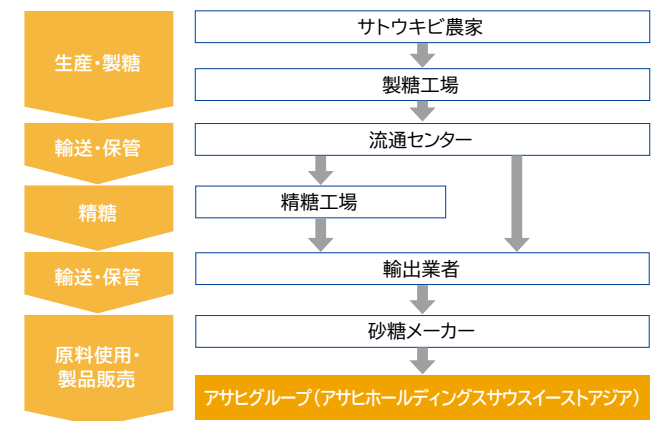 生産・製糖
サトウキビ農家
製糖工場
輸送・保管
流通センター
精糖
精糖工場
輸送・保管
輸出業者
原料使用・
製品販売
砂糖メーカー
アサヒグループ（アサヒホールディングスサウスイーストアジア）